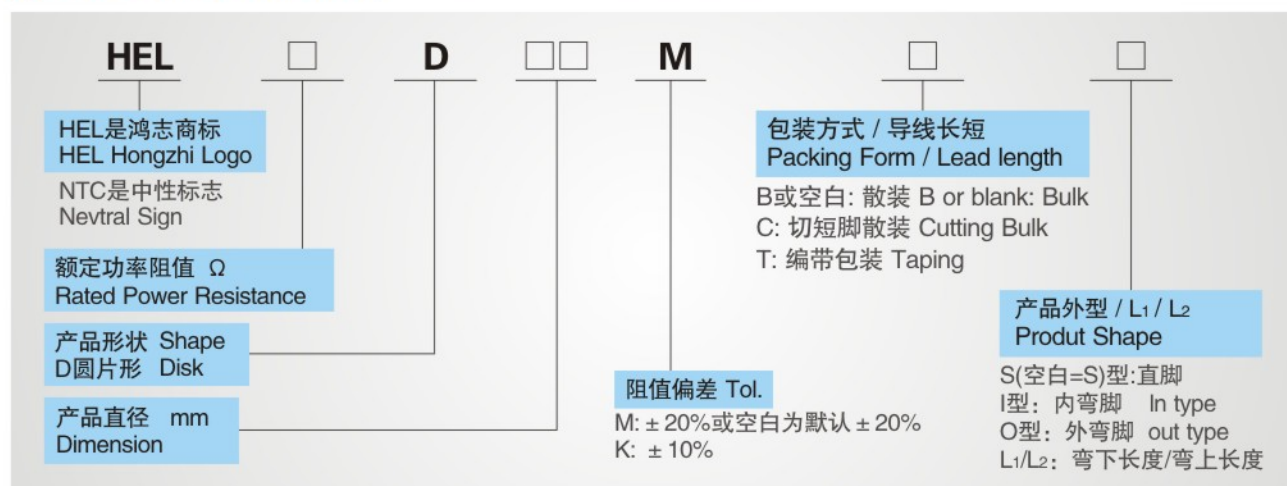 HEL □ D □□ M □ □
HEL是鸿志商标
HEL Hongzhi Logo
NTC是中性标志
Nevtral Sign
额定功率阻值 Ω
Rated Power Resistance
产品形状 Shape
D圆片形 Disk
产品直径 mm
Dimension
阻值偏差 Tol.
M: ± 20%或空白为默认 ± 20%
K: ± 10%
包装方式 / 导线长短
Packing Form / Lead length
B或空白: 散装 B or blank: Bulk
C: 切短脚散装 Cutting Bulk
T: 编带包装 Taping
产品外型 / L1 / L2
Produt Shape
S(空白=S)型:直脚
I型：内弯脚 In type
O型：外弯脚 out type
L1/L2：弯下长度/弯上长度